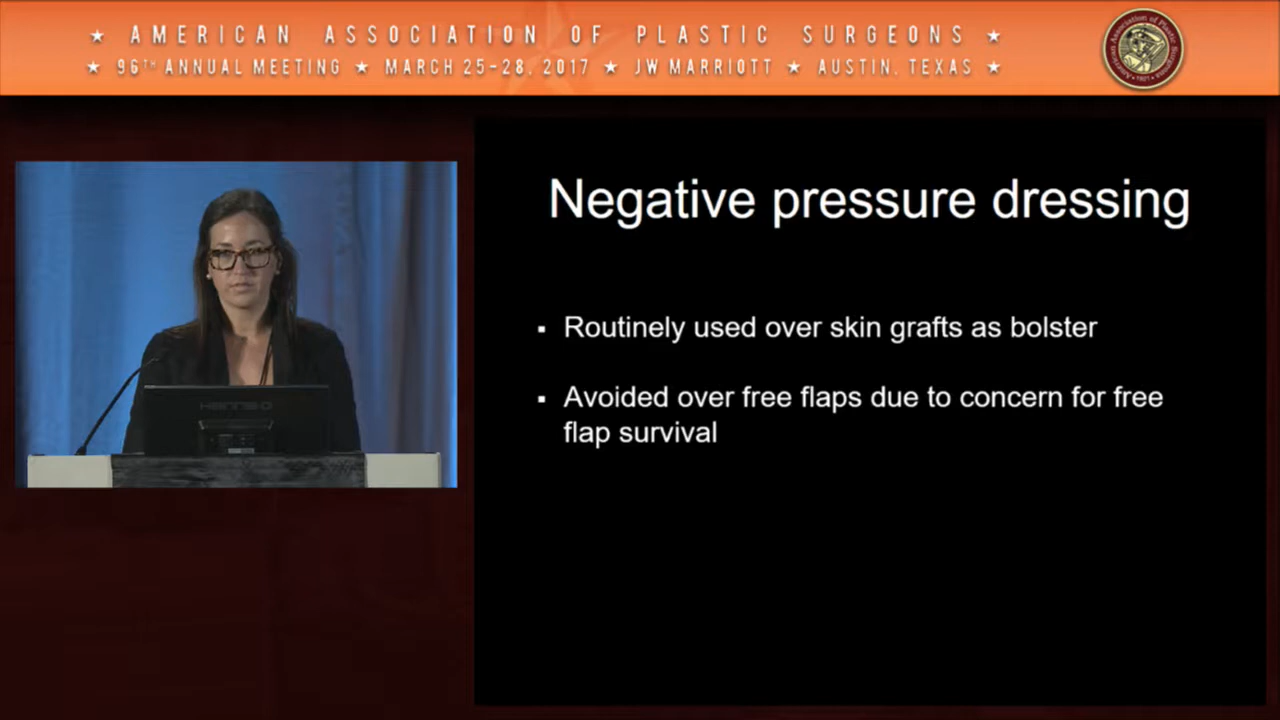 ★ AMERICAN ASSOCIATION OF PLASTIC SURGEONS ★
★ 96TH ANNUAL MEETING ★ MARCH 25-28, 2017 ★ JW MARRIOTT ★ AUSTIN, TEXAS ★
Negative pressure dressing
▪ Routinely used over skin grafts as bolster
▪ Avoided over free flaps due to concern for free
flap survival